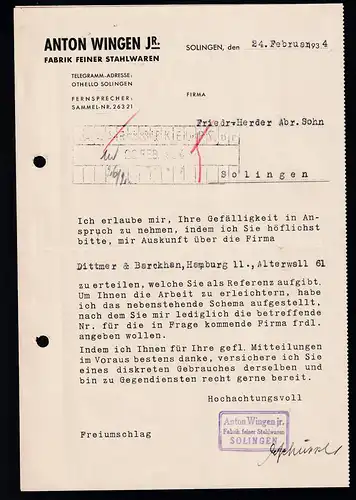 ANTON WINGEN JR.
FABRIK FEINER STAHLWAREN
SOLINGEN, den 24. Februar 1934
TELEGRAMM-ADRESSE:
OTHELLO SOLINGEN
FERNSPRECHER:
SAMMEL-NR. 26321
FIRMA
Friedr. Herder Abr. Sohn
Solingen
Ich erlaube mir, Ihre Gefälligkeit in An-
spruch zu nehmen, indem ich Sie höflichst
bitte, mir Auskunft über die Firma
Dittmer & Barckhan, Hamburg 11., Alterwall 61
zu erteilen, welche Sie als Referenz aufgibt.
Um Ihnen die Arbeit zu erleichtern, habe
ich das nebenstehende Schema aufgestellt,
nach dem Sie mir lediglich die betreffende
Nr. für die in Frage kommende Firma frdl.
angeben wollen.
Indem ich Ihnen für Ihre gefl. Mitteilungen
im Voraus bestens danke, versichere ich Sie
eines diskreten Gebrauches derselben und
bin zu Gegendiensten recht gerne bereit.
Hochachtungsvoll
Anton Wingen jr.
Fabrik feiner Stahlwaren
SOLINGEN
Freiumschlag